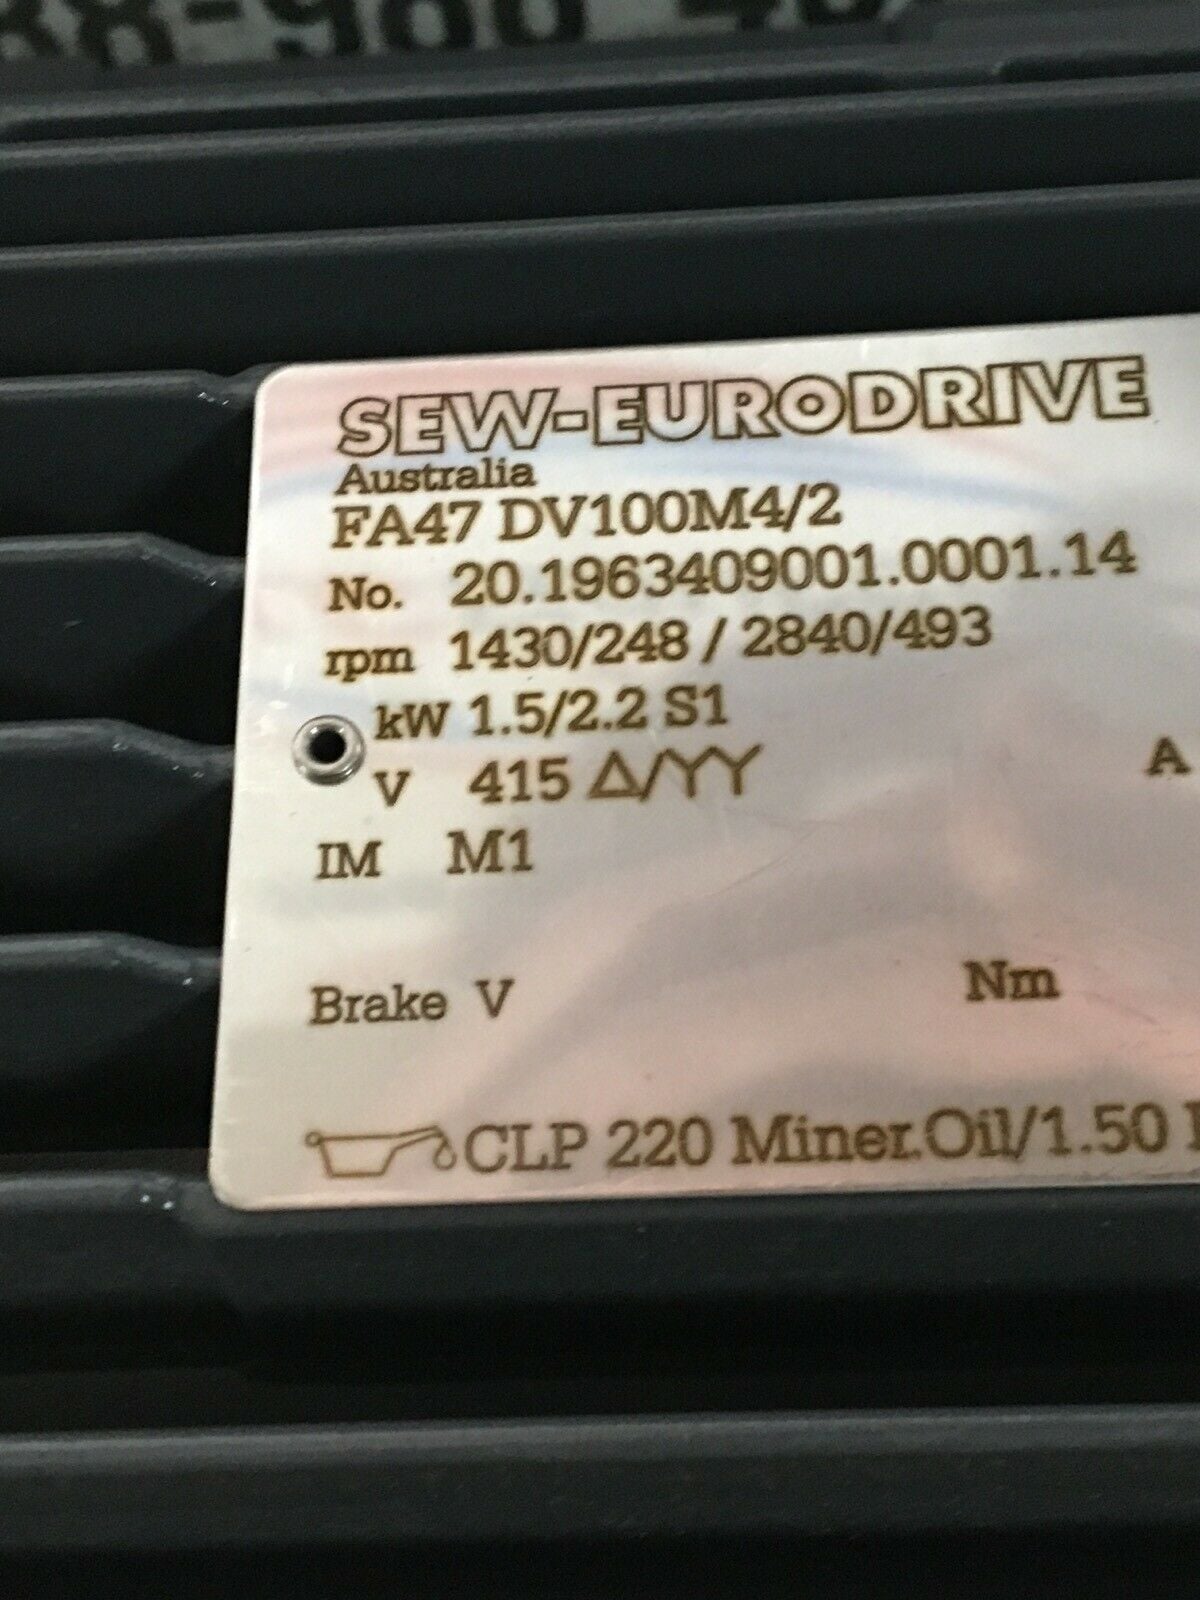 SEW-EURODRIVE
Australia
FA47 DV100M4/2
No. 20.1963409001.0001.14
rpm 1430/248 / 2840/493
kW 1.5/2.2 S1
V 415 Δ/YY A
IM M1
Brake V Nm
CLP 220 Miner.Oil/1.50